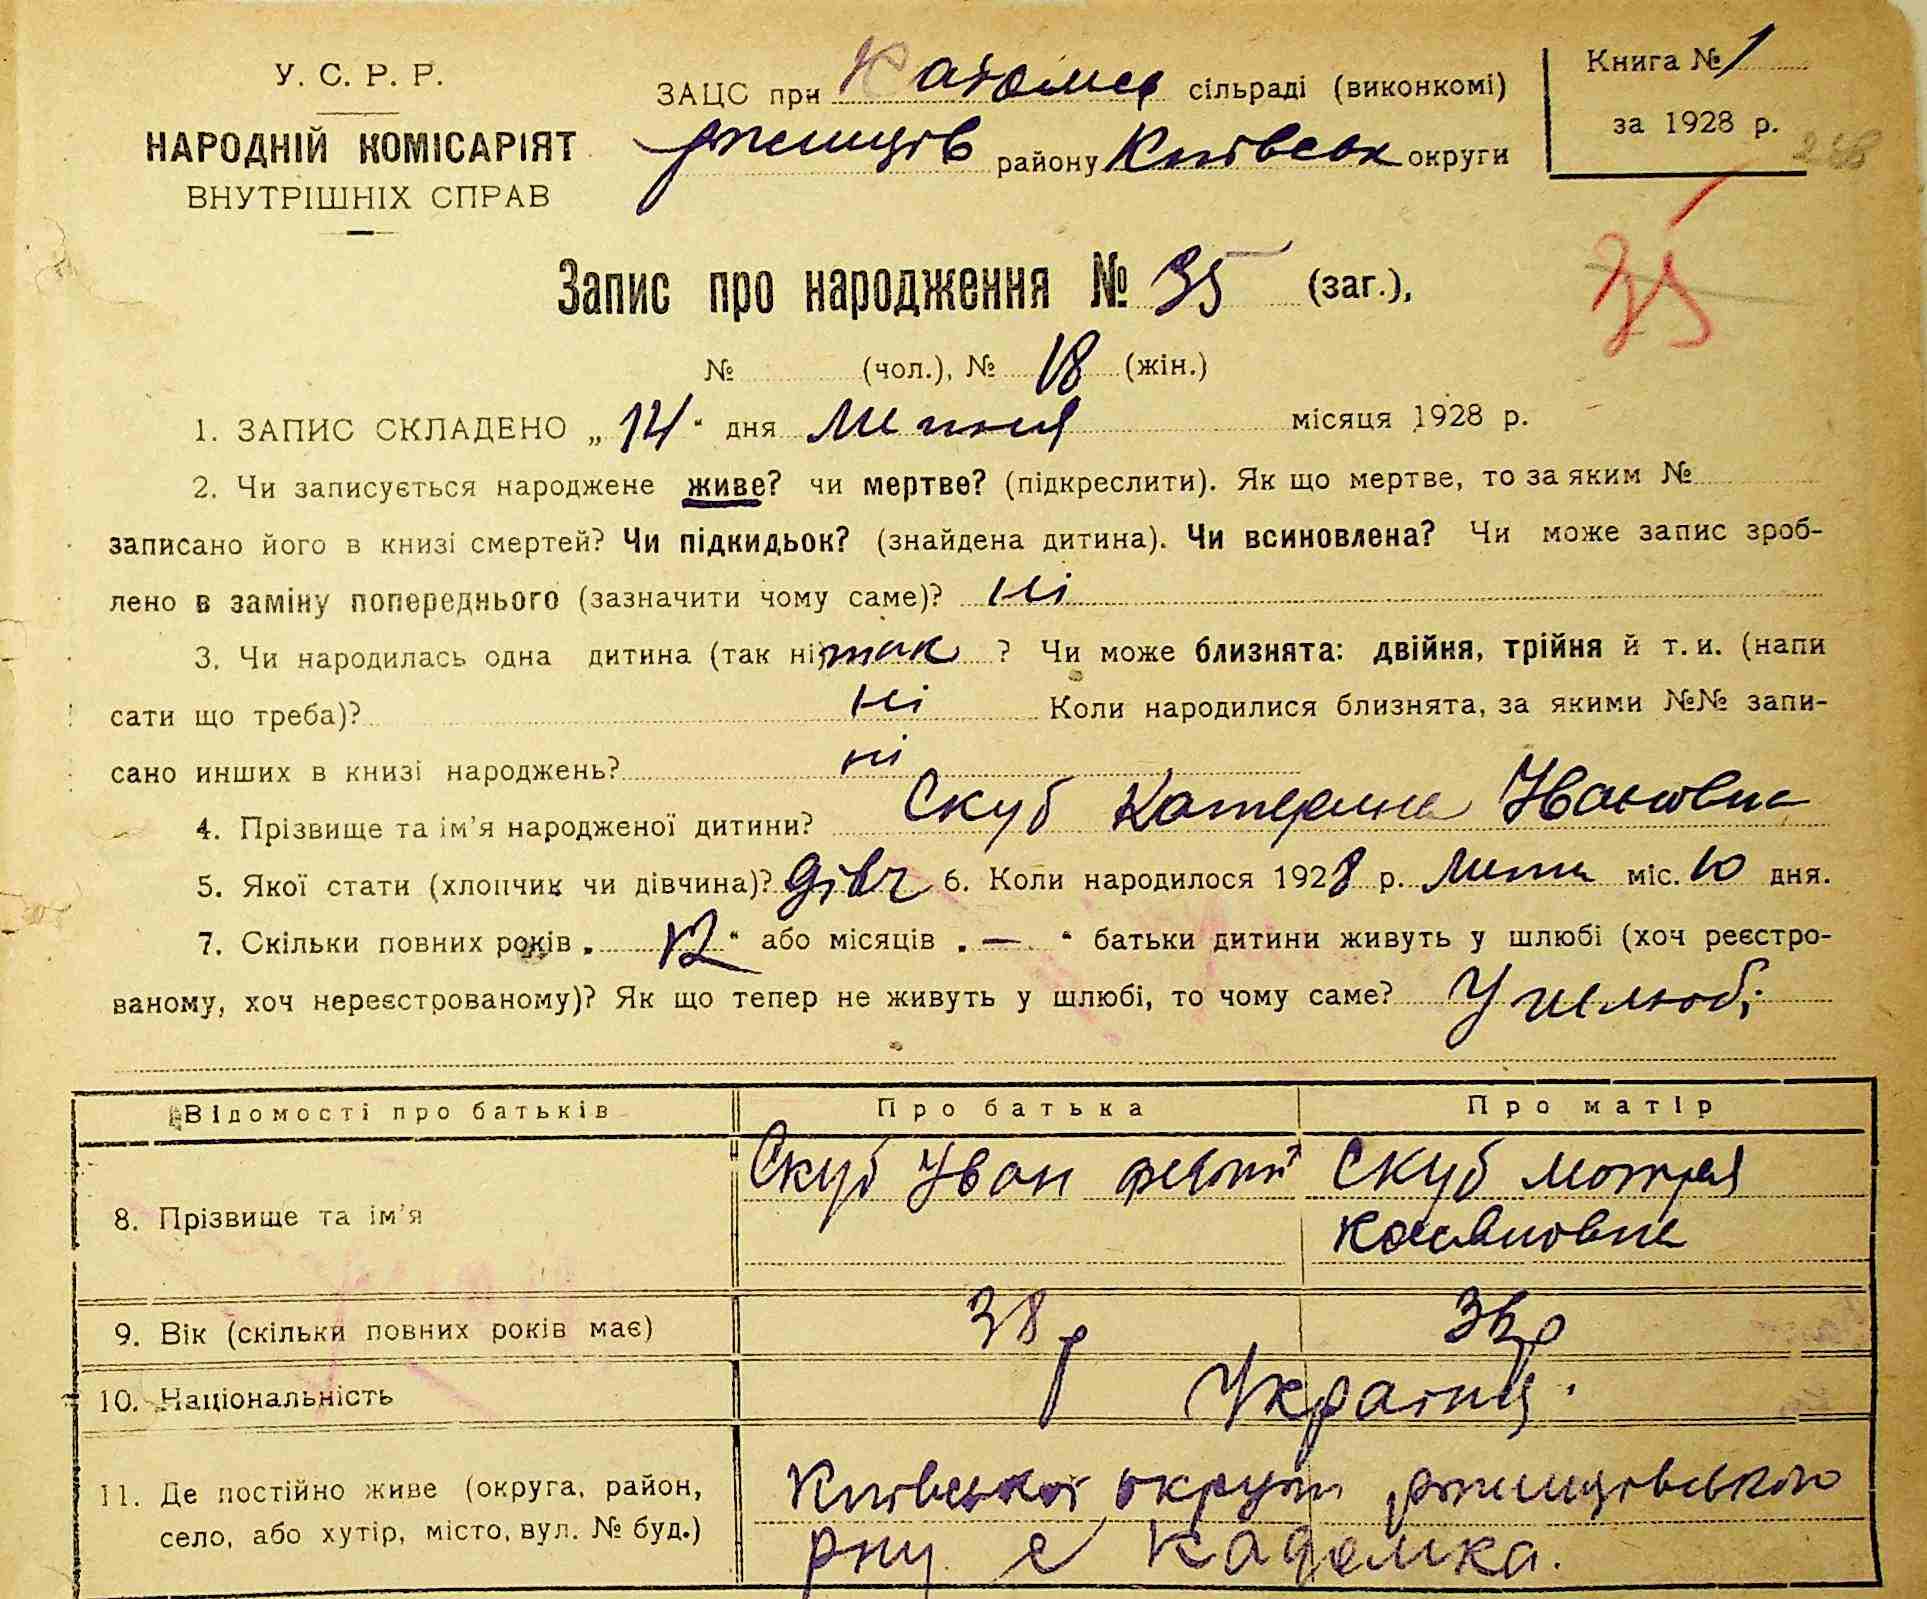 У. С. Р. Р.
НАРОДНІЙ КОМІСАРІЯТ
ВНУТРІШНІХ СПРАВ
ЗАЦС при сільраді (виконкомі)
ржищів району Київськ округи
Книга № 1
за 1928 р.
35
Запис про народження № 35 (заг.),
№ (чол.), № 18 (жін.)
1. ЗАПИС СКЛАДЕНО „ 14 “ дня місяця 1928 р.
2. Чи записується народжене живе? чи мертве? (підкреслити). Як що мертве, то за яким №
записано його в книзі смертей? Чи підкидьок? (знайдена дитина). Чи всиновлена? Чи може запис зроб-
лено в заміну попереднього (зазначити чому саме)? ні
3. Чи народилась одна дитина (так ні) так ? Чи може близнята: двійня, трійня й т. и. (напи
сати що треба)? ні Коли народилися близнята, за якими №№ запи-
сано инших в книзі народжень? ні
4. Прізвище та ім'я народженої дитини? Скуб Катерина Ивановна
5. Якої стати (хлопчик чи дівчина)? дівч 6. Коли народилося 1928 р. міс. 10 дня.
7. Скільки повних років „ 12 “ або місяців „ — “ батьки дитини живуть у шлюбі (хоч реєстро-
ваному, хоч нереєстрованому)? Як що тепер не живуть у шлюбі, то чому саме? У шлюбі
Відомості про батьків Про батька Про матір
8. Прізвище та ім'я Скуб Иван Скуб Мотря
Касяновна
9. Вік (скільки повних років має) 38 р
10. Національність Украінц.
11. Де постійно живе (округа, район,
село, або хутір, місто, вул. № буд.)
Київської округи ржищівського
рну с Кадомка.